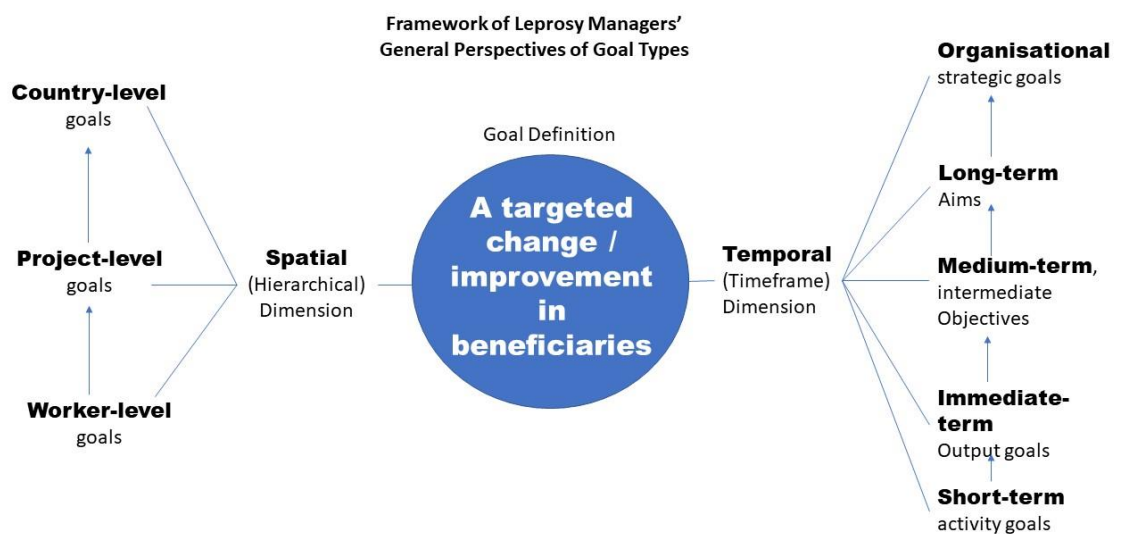 Framework of Leprosy Managers'
General Perspectives of Goal Types
Country-level
goals
Project-level
goals
Worker-level
goals
Spatial
(Hierarchical)
Dimension
Goal Definition
A targeted
change /
improvement
in
beneficiaries
Temporal
(Timeframe)
Dimension
Organisational
strategic goals
Long-term
Aims
Medium-term,
intermediate
Objectives
Immediate-
term
Output goals
Short-term
activity goals